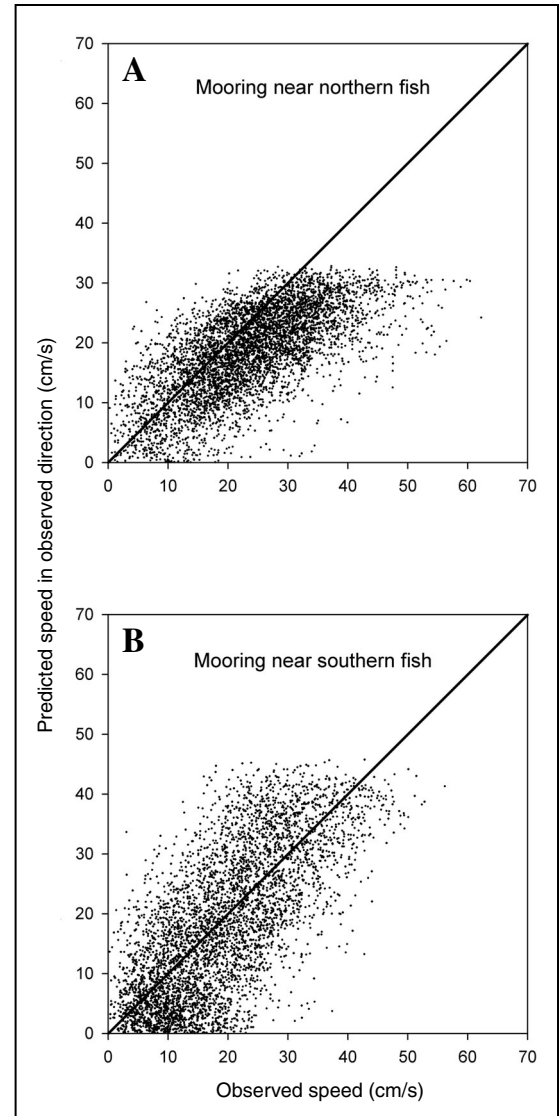 A
Mooring near northern fish
70
60
50
40
30
20
10
0
0 10 20 30 40 50 60 70
Predicted speed in observed direction (cm/s)
B
Mooring near southern fish
70
60
50
40
30
20
10
0
0 10 20 30 40 50 60 70
Observed speed (cm/s)